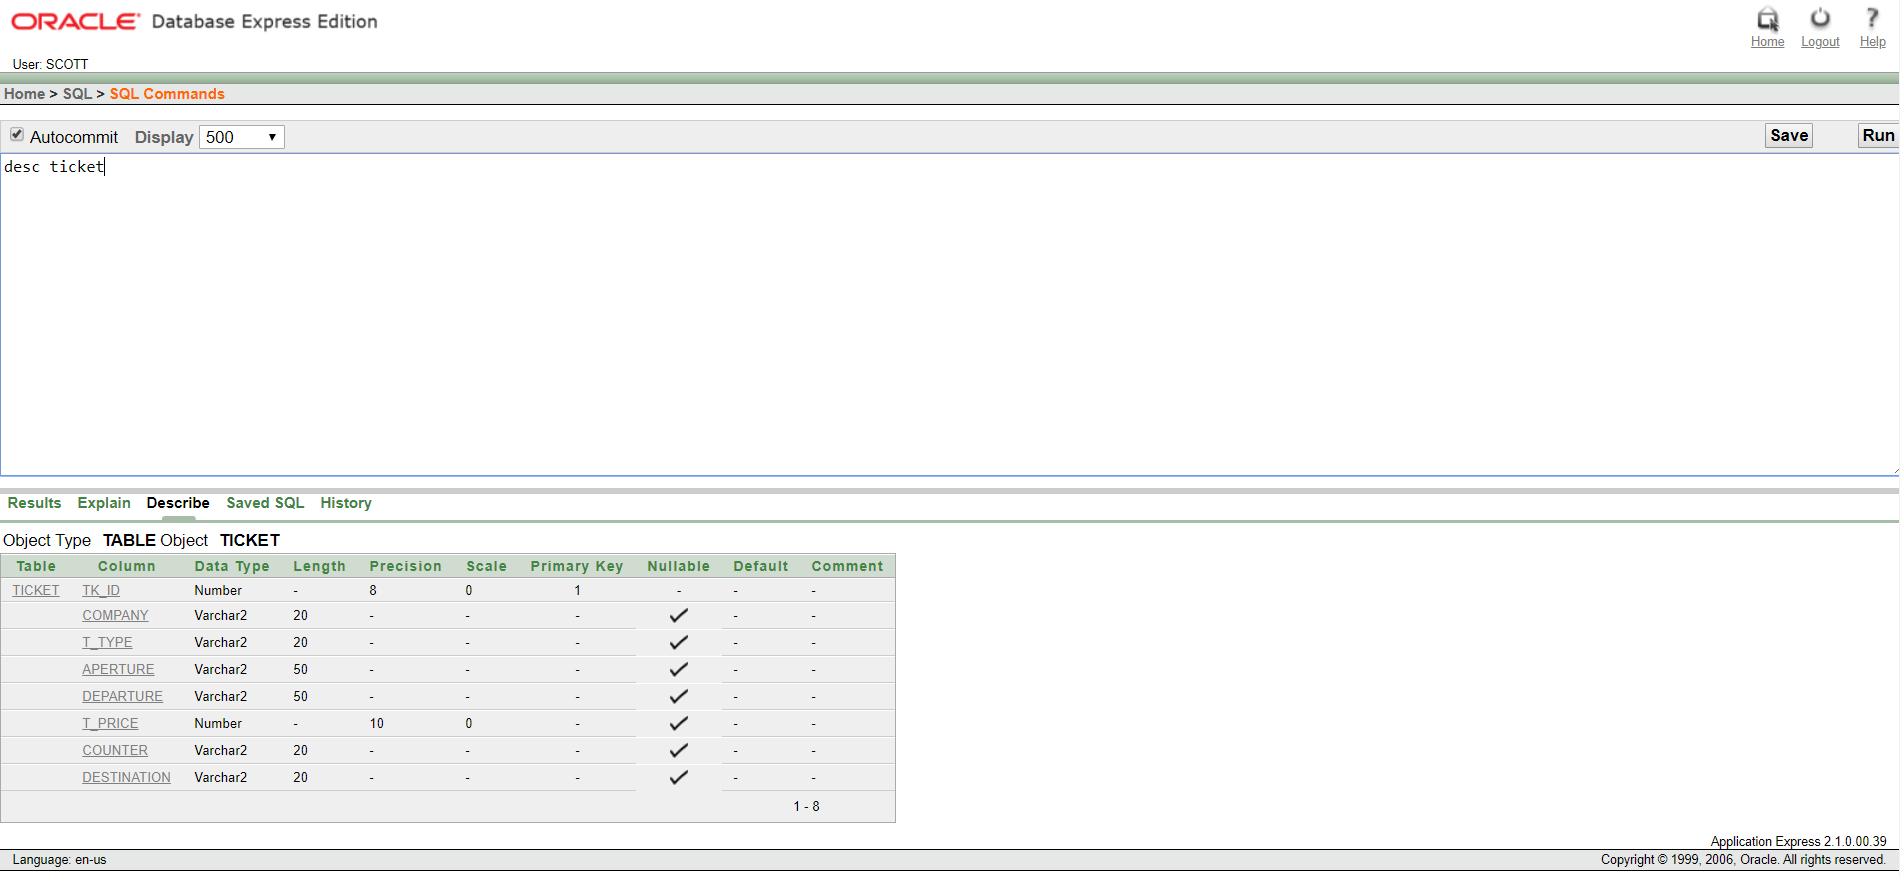 ORACLE Database Express Edition
Home Logout Help
User: SCOTT
Home > SQL > SQL Commands
Autocommit Display 500 Save Run
desc ticket
Results Explain Describe Saved SQL History
Object Type TABLE Object TICKET
Table Column Data Type Length Precision Scale Primary Key Nullable Default Comment
TICKET TK_ID Number - 8 0 1 - - -
COMPANY Varchar2 20 - - - - -
T_TYPE Varchar2 20 - - - - -
APERTURE Varchar2 50 - - - - -
DEPARTURE Varchar2 50 - - - - -
T_PRICE Number - 10 0 - - -
COUNTER Varchar2 20 - - - - -
DESTINATION Varchar2 20 - - - - -
1 - 8
Application Express 2.1.0.00.39
Language: en-us Copyright © 1999, 2006, Oracle. All rights reserved.